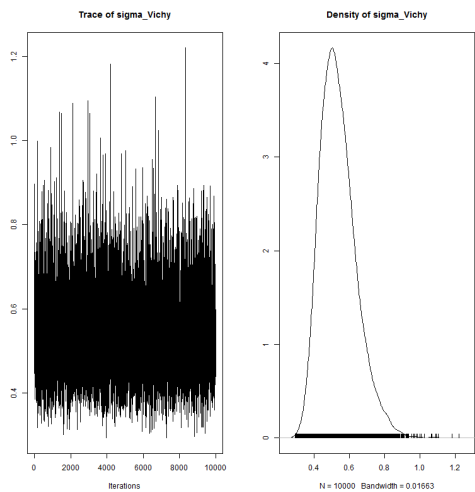 Trace of sigma_Vichy
1.2
1.0
0.8
0.6
0.4
0 2000 4000 6000 8000 10000
Iterations
Density of sigma_Vichy
4
3
2
1
0
0.4 0.6 0.8 1.0 1.2
N = 10000 Bandwidth = 0.01663